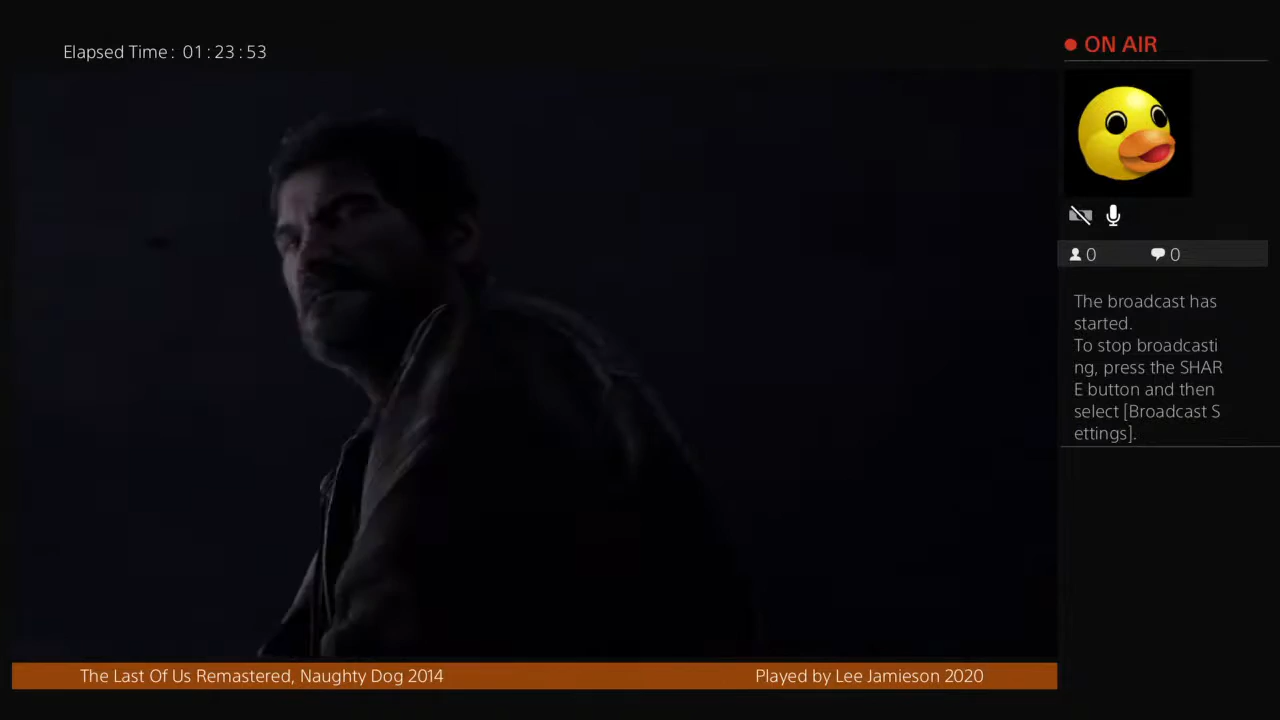 Elapsed Time: 01:23:53
ON AIR
0 0
The broadcast has
started.
To stop broadcasti
ng, press the SHAR
E button and then
select [Broadcast S
ettings].
The Last Of Us Remastered, Naughty Dog 2014
Played by Lee Jamieson 2020